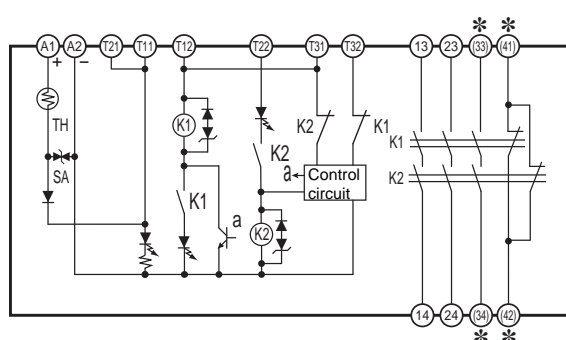 ✻ ✻
A1 A2 T21 T11 T12 T22 T31 T32 13 23 (33) (41)
+ −
TH
K1
K2 K1
K1
K2
SA
a
Control
circuit
K2
K1
a
K2
14 24 (34) (42)
✻ ✻